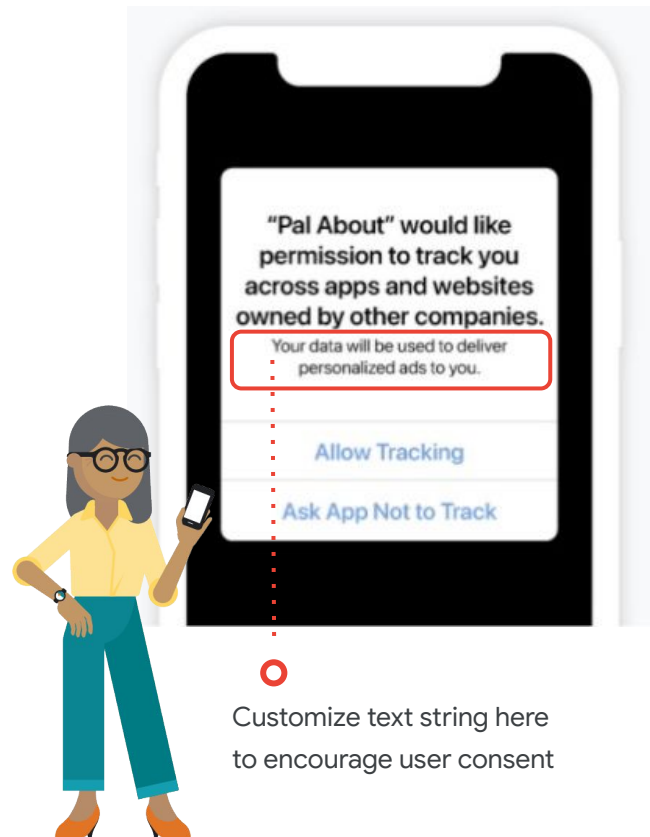 “Pal About” would like
permission to track you
across apps and websites
owned by other companies.
Your data will be used to deliver
personalized ads to you.
Allow Tracking
Ask App Not to Track
Customize text string here
to encourage user consent